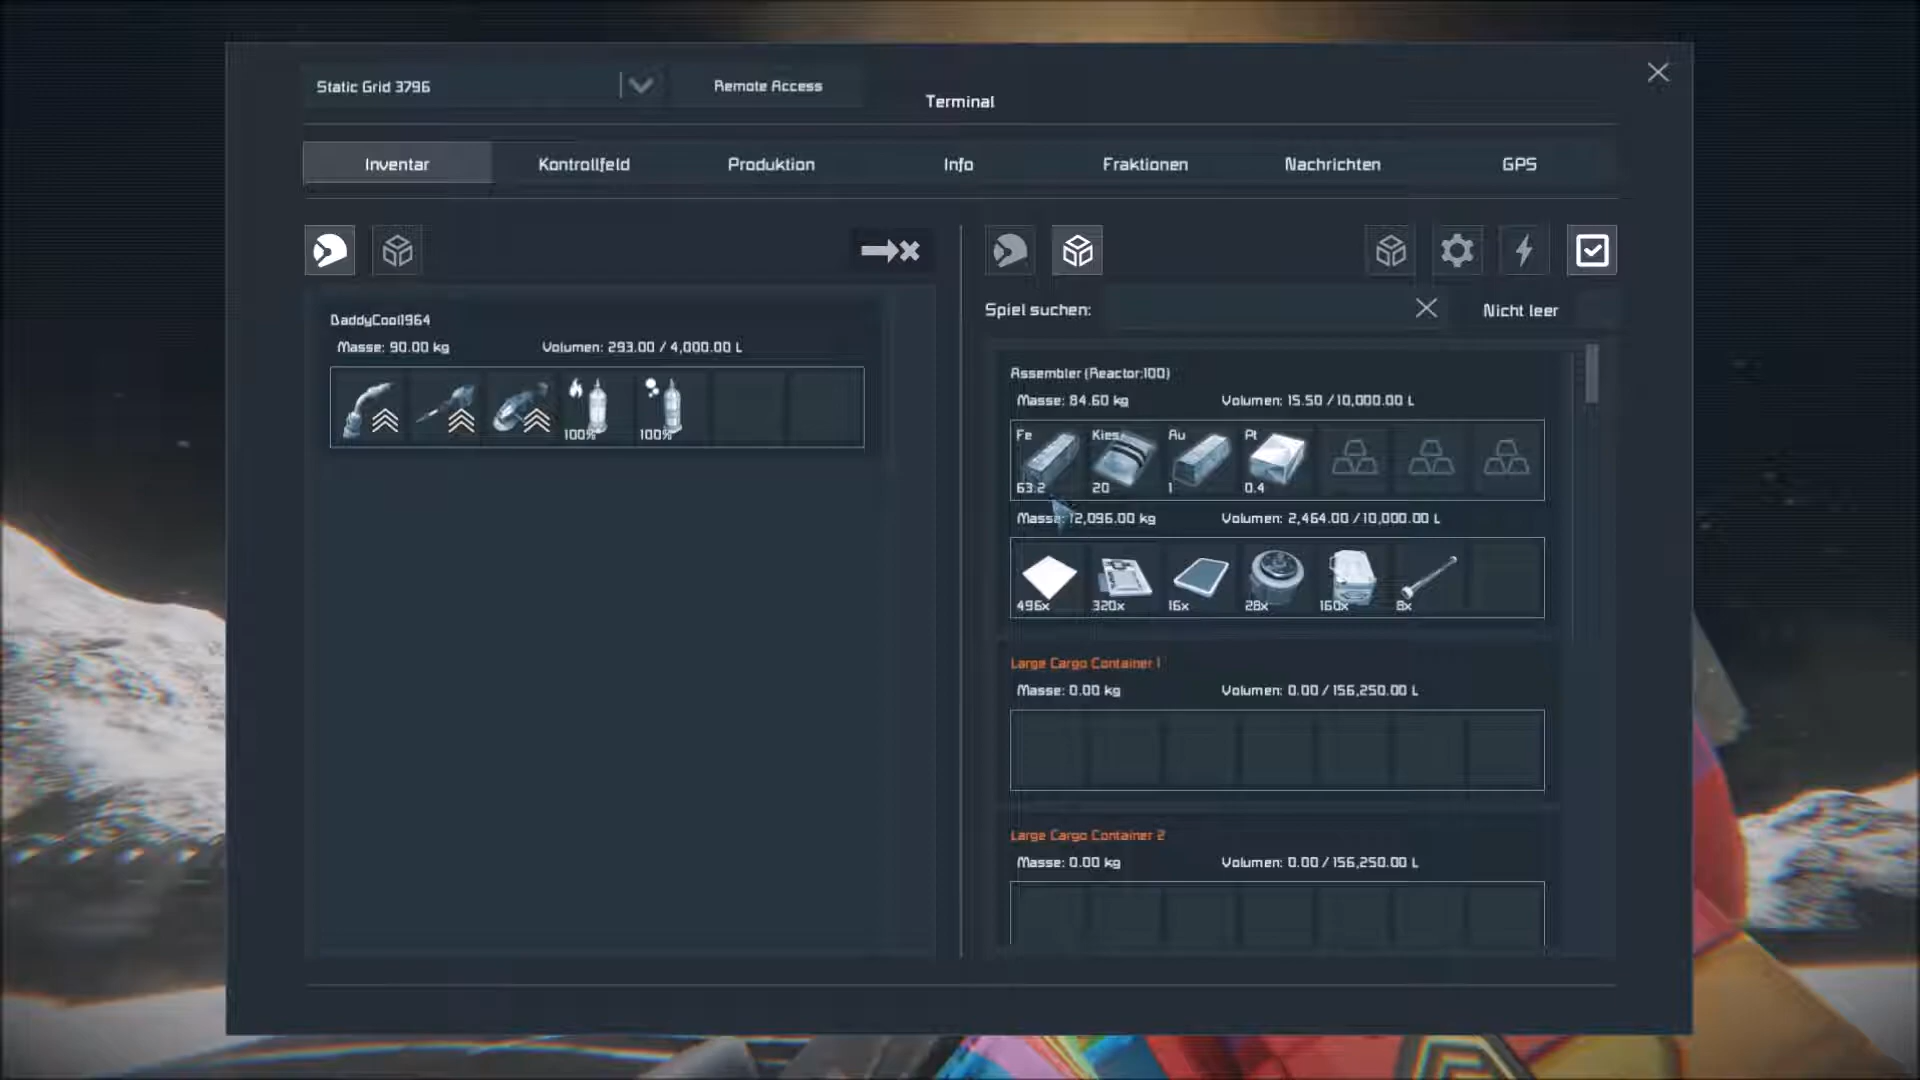 Static Grid 3796
Remote Access
Terminal
Inventar
Kontrollfeld
Produktion
Info
Fraktionen
Nachrichten
GPS
Spiel suchen:
Nicht leer
DaddyCool1964
Masse: 90.00 kg
Volumen: 293.00 / 4,000.00 L
100%
100%
Assembler (Reactor:100)
Masse: 84.60 kg
Volumen: 15.50 / 10,000.00 L
Fe
Kies
Au
Pt
63.2
20
1
0.4
Masse: 12,096.00 kg
Volumen: 2,464.00 / 10,000.00 L
496x
320x
16x
28x
160x
8x
Large Cargo Container 1
Masse: 0.00 kg
Volumen: 0.00 / 156,250.00 L
Large Cargo Container 2
Masse: 0.00 kg
Volumen: 0.00 / 156,250.00 L